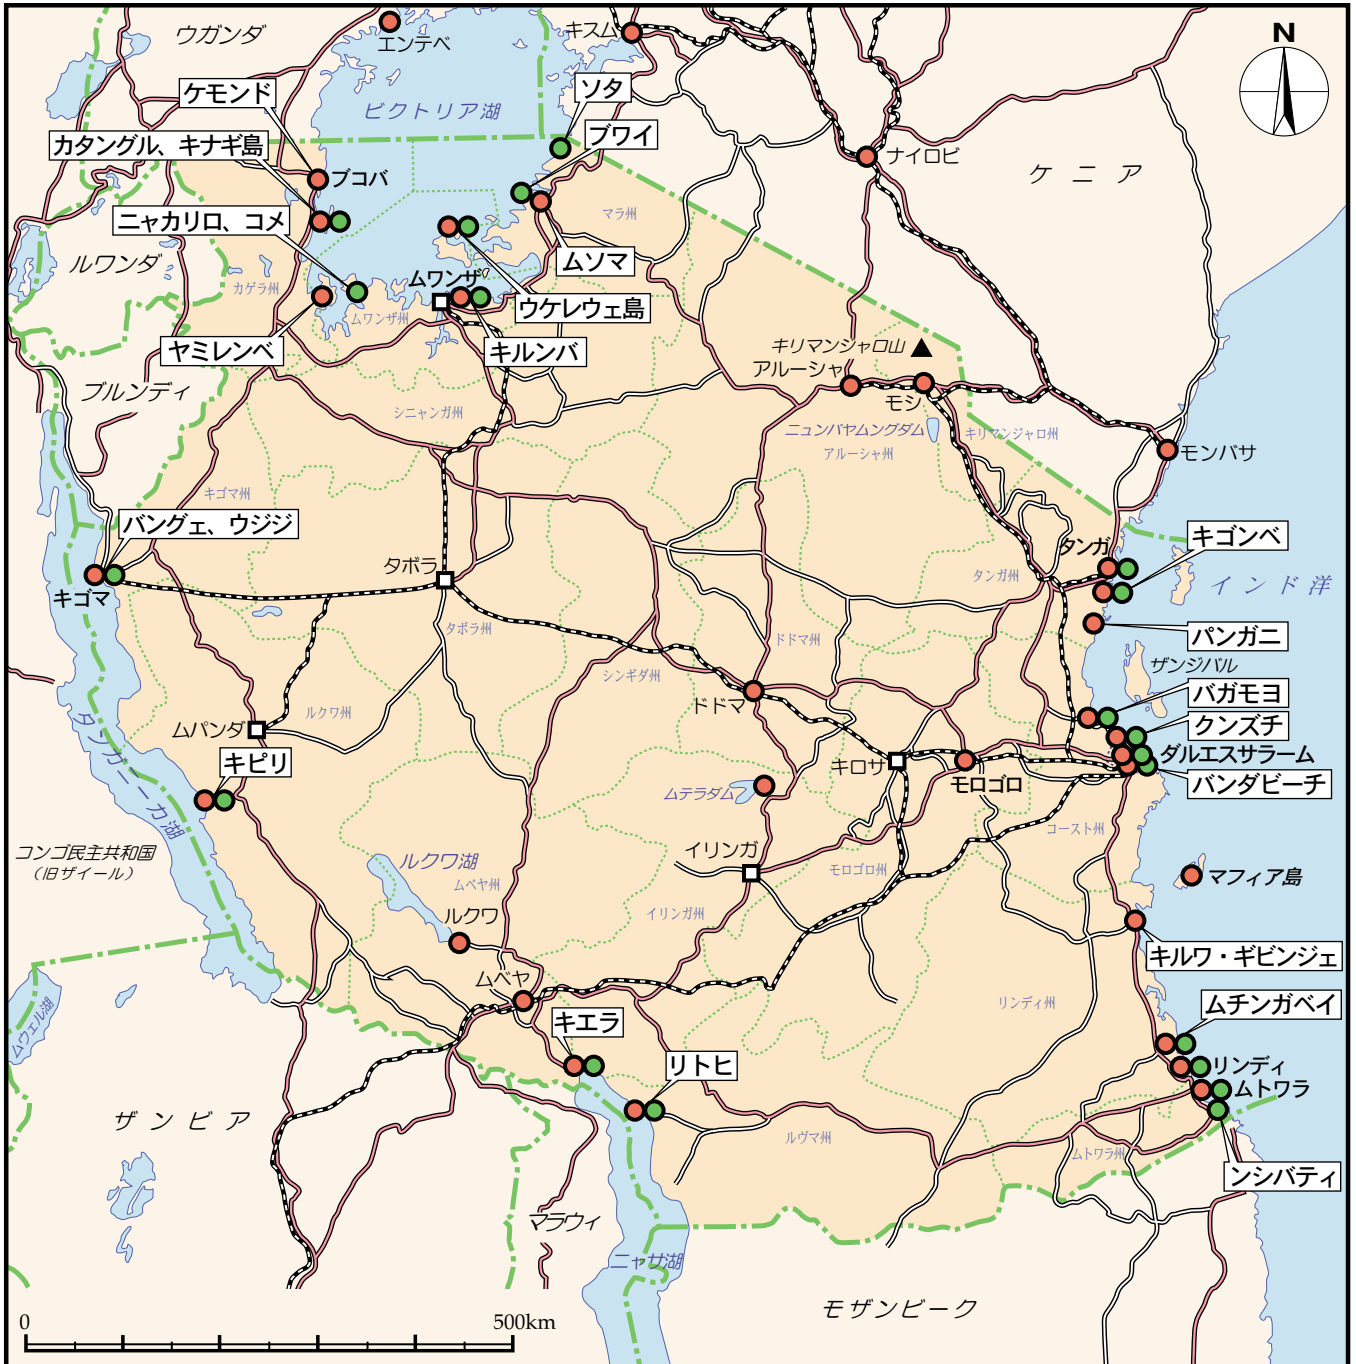 ウガンダ
エンテベ
キスム
N
ケモンド
ソタ
ビクトリア湖
カタングル、キナギ島
ブワイ
ナイロビ
ケニア
ブコバ
ニャカリロ、コメ
マラ州
ルワンダ
ムソマ
カゲラ州
ムワンザ
ウケレウェ島
ムワンザ州
ヤミレンベ
キルンバ
キリマンジャロ山
アルーシャ
ブルンディ
モシ
シニャンガ州
ニュンバヤムングダム
キリマンジャロ州
アルーシャ州
モンバサ
キゴマ州
バングェ、ウジジ
キゴンベ
タンガ
タボラ
タンガ州
インド洋
キゴマ
タボラ州
ドドマ州
パンガニ
ザンジバル
シンギダ州
バガモヨ
ドドマ
ルクワ州
タンガニーカ湖
クンズチ
ムパンダ
ダルエスサラーム
キピリ
キロサ
モロゴロ
バンダビーチ
ムテラダム
コースト州
コンゴ民主共和国
（旧ザイール）
イリンガ
ルクワ湖
モロゴロ州
ムベヤ州
マフィア島
ルクワ
イリンガ州
キルワ・ギビンジェ
ムベヤ
リンディ州
ムチンガベイ
ムウェル湖
キエラ
リトヒ
リンディ
ムトワラ
ザンビア
ルヴマ州
ムトワラ州
ンシバティ
マラウィ
ニャサ湖
モザンビーク
0 500km